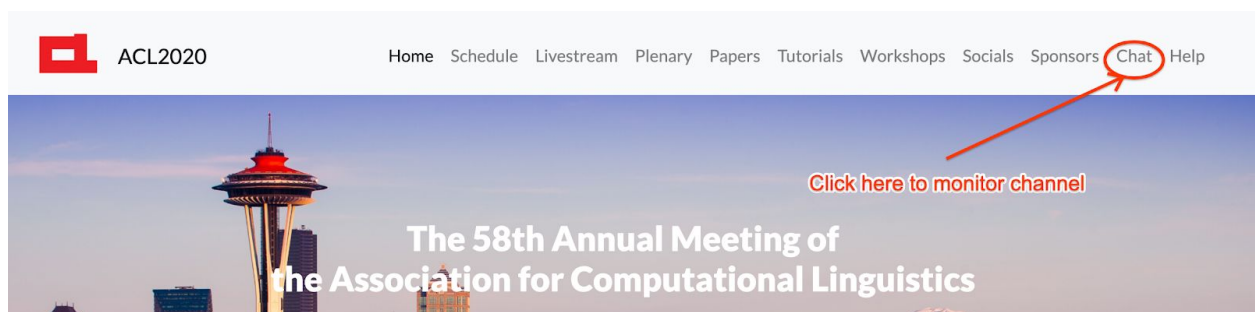 ACL2020 Home Schedule Livestream Plenary Papers Tutorials Workshops Socials Sponsors Chat Help
Click here to monitor channel
The 58th Annual Meeting of
the Association for Computational Linguistics